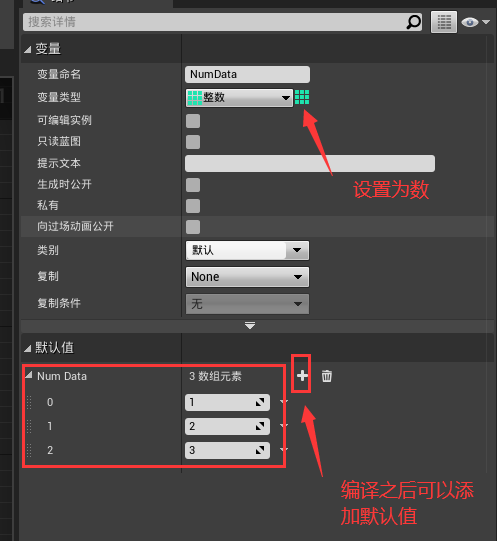 搜索详情
变量
变量命名 NumData
变量类型 整数
可编辑实例
只读蓝图
提示文本
设置为数
生成时公开
私有
向过场动画公开
类别 默认
复制 None
复制条件 无
默认值
Num Data 3 数组元素
0 1
1 2
2 3
编译之后可以添
加默认值